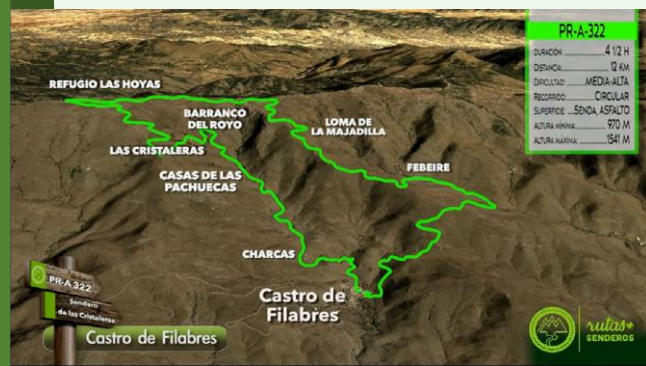 PR-A-322
DURACIÓN 4 1/2 H
DISTANCIA 12 KM
DIFICULTAD MEDIA-ALTA
RECORRIDO CIRCULAR
SUPERFICIE ... SENDA, ASFALTO
ALTURA MÍNIMA 970 M
ALTURA MÁXIMA 1541 M
REFUGIO LAS HOYAS
BARRANCO
DEL ROYO
LOMA DE
LA MAJADILLA
LAS CRISTALERAS
FEBEIRE
CASAS DE LAS
PACHUECAS
CHARCAS
Castro de
Filabres
PR-A 322
Sendero
de las Cristaleras
Castro de Filabres
rutas+
SENDEROS